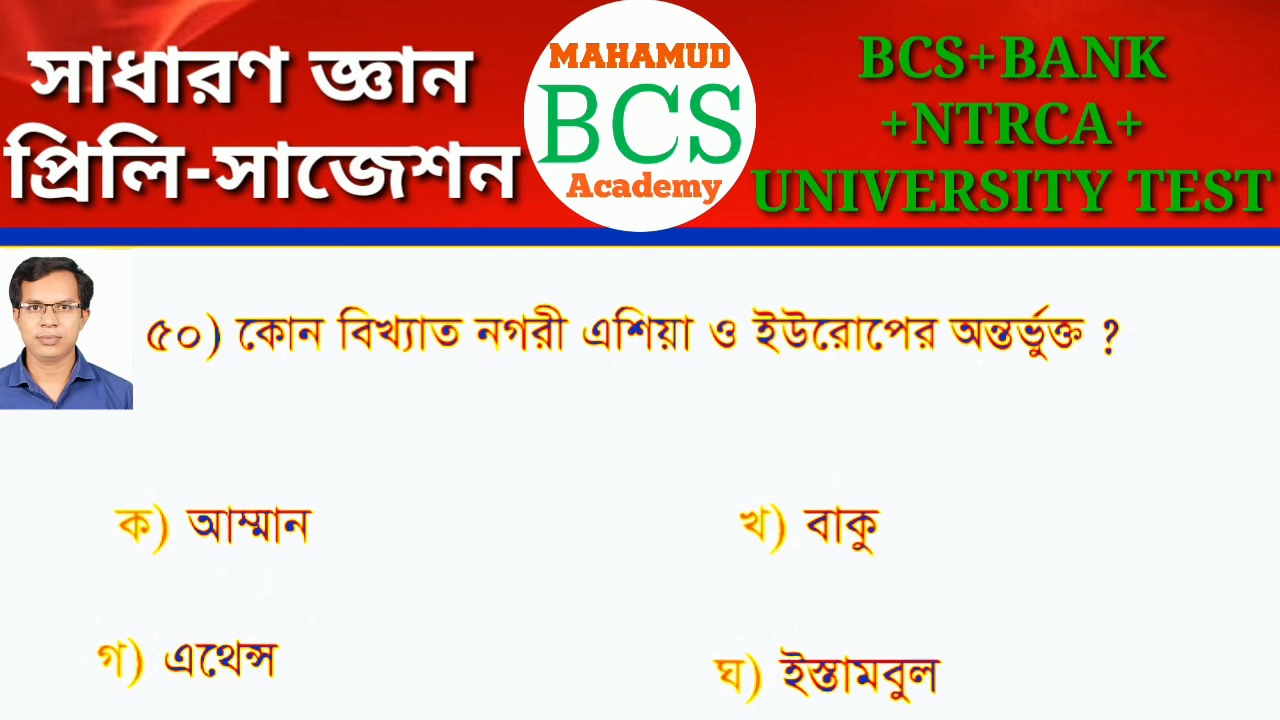 সাধারণ জ্ঞান
প্রিলি-সাজেশন
MAHAMUD
BCS
Academy
BCS+BANK
+NTRCA+
UNIVERSITY TEST
৫০) কোন বিখ্যাত নগরী এশিয়া ও ইউরোপের অন্তর্ভুক্ত ?
ক) আম্মান
খ) বাকু
গ) এথেন্স
ঘ) ইস্তামবুল